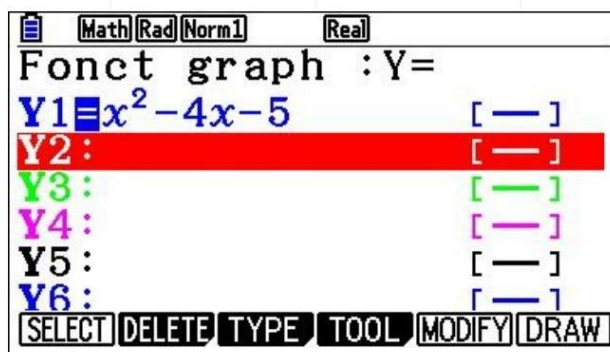 Math Rad Norm1 Real
Fonct graph :Y=
Y1=x²−4x−5 [—]
Y2: [—]
Y3: [—]
Y4: [—]
Y5: [—]
Y6: [—]
SELECT DELETE TYPE TOOL MODIFY DRAW